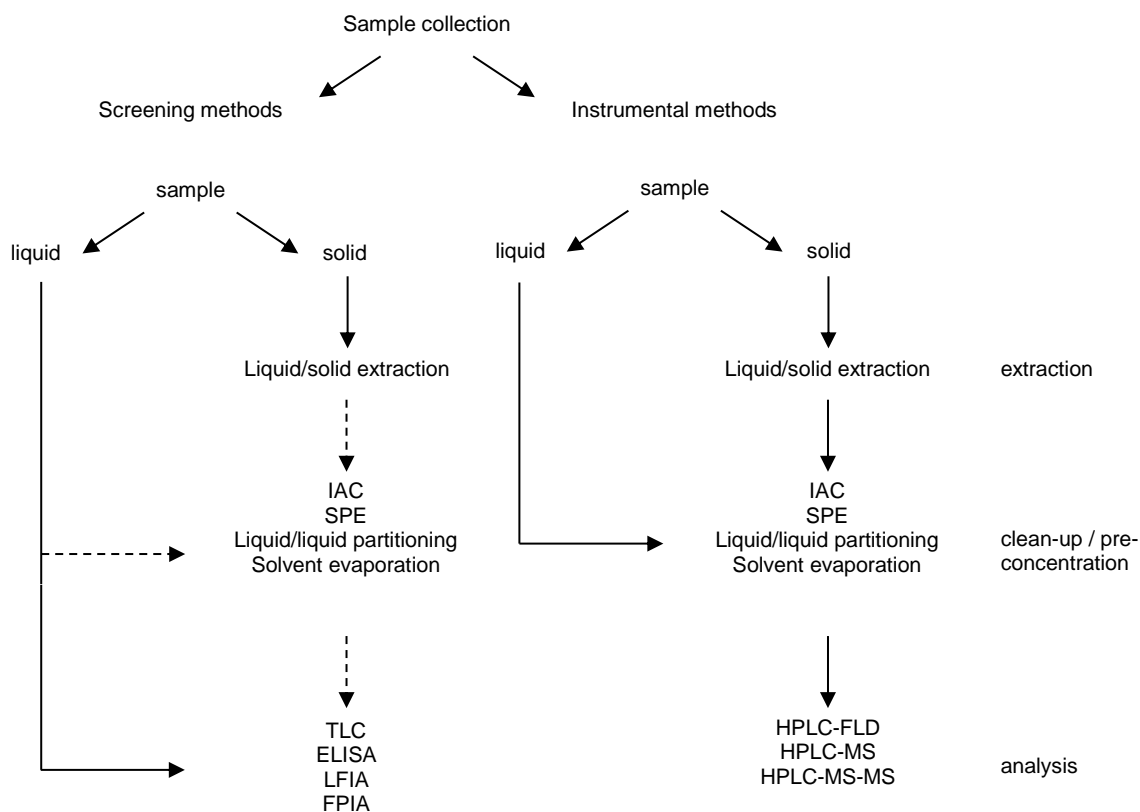 Sample collection
Screening methods
Instrumental methods
sample
sample
liquid
solid
liquid
solid
Liquid/solid extraction
Liquid/solid extraction
extraction
IAC
SPE
Liquid/liquid partitioning
Solvent evaporation
IAC
SPE
Liquid/liquid partitioning
Solvent evaporation
clean-up / pre-
concentration
TLC
ELISA
LFIA
FPIA
HPLC-FLD
HPLC-MS
HPLC-MS-MS
analysis